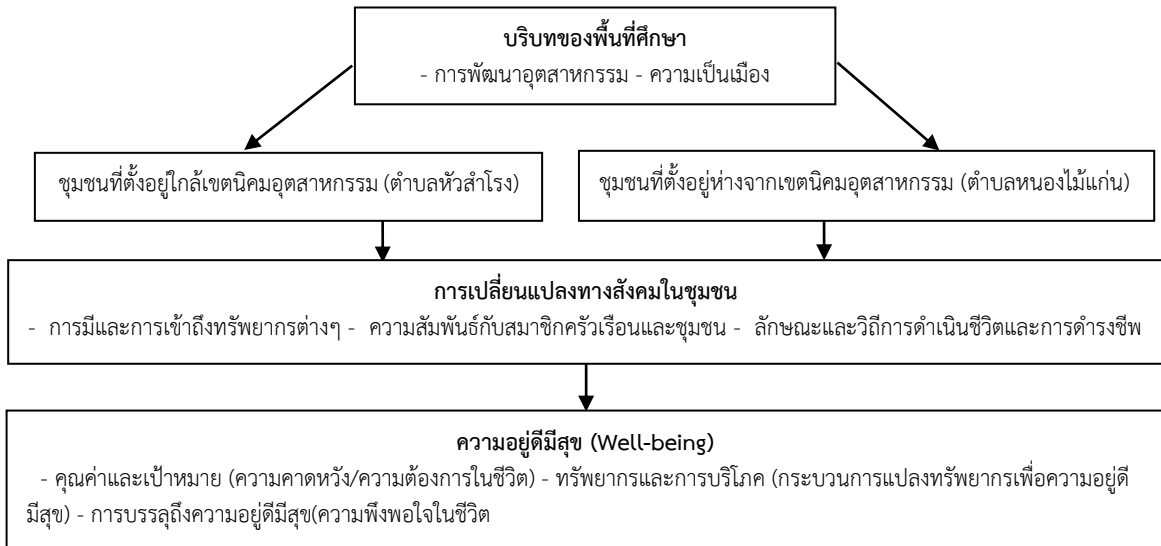 บริบทของพื้นที่ศึกษา
- การพัฒนาอุตสาหกรรม - ความเป็นเมือง
ชุมชนที่ตั้งอยู่ใกล้เขตนิคมอุตสาหกรรม (ตำบลหัวสำโรง)
ชุมชนที่ตั้งอยู่ห่างจากเขตนิคมอุตสาหกรรม (ตำบลหนองไม้แก่น)
การเปลี่ยนแปลงทางสังคมในชุมชน
- การมีและการเข้าถึงทรัพยากรต่างๆ - ความสัมพันธ์กับสมาชิกครัวเรือนและชุมชน - ลักษณะและวิถีการดำเนินชีวิตและการดำรงชีพ
ความอยู่ดีมีสุข (Well-being)
- คุณค่าและเป้าหมาย (ความคาดหวัง/ความต้องการในชีวิต) - ทรัพยากรและการบริโภค (กระบวนการแปลงทรัพยากรเพื่อความอยู่ดี
มีสุข) - การบรรลุถึงความอยู่ดีมีสุข(ความพึงพอใจในชีวิต